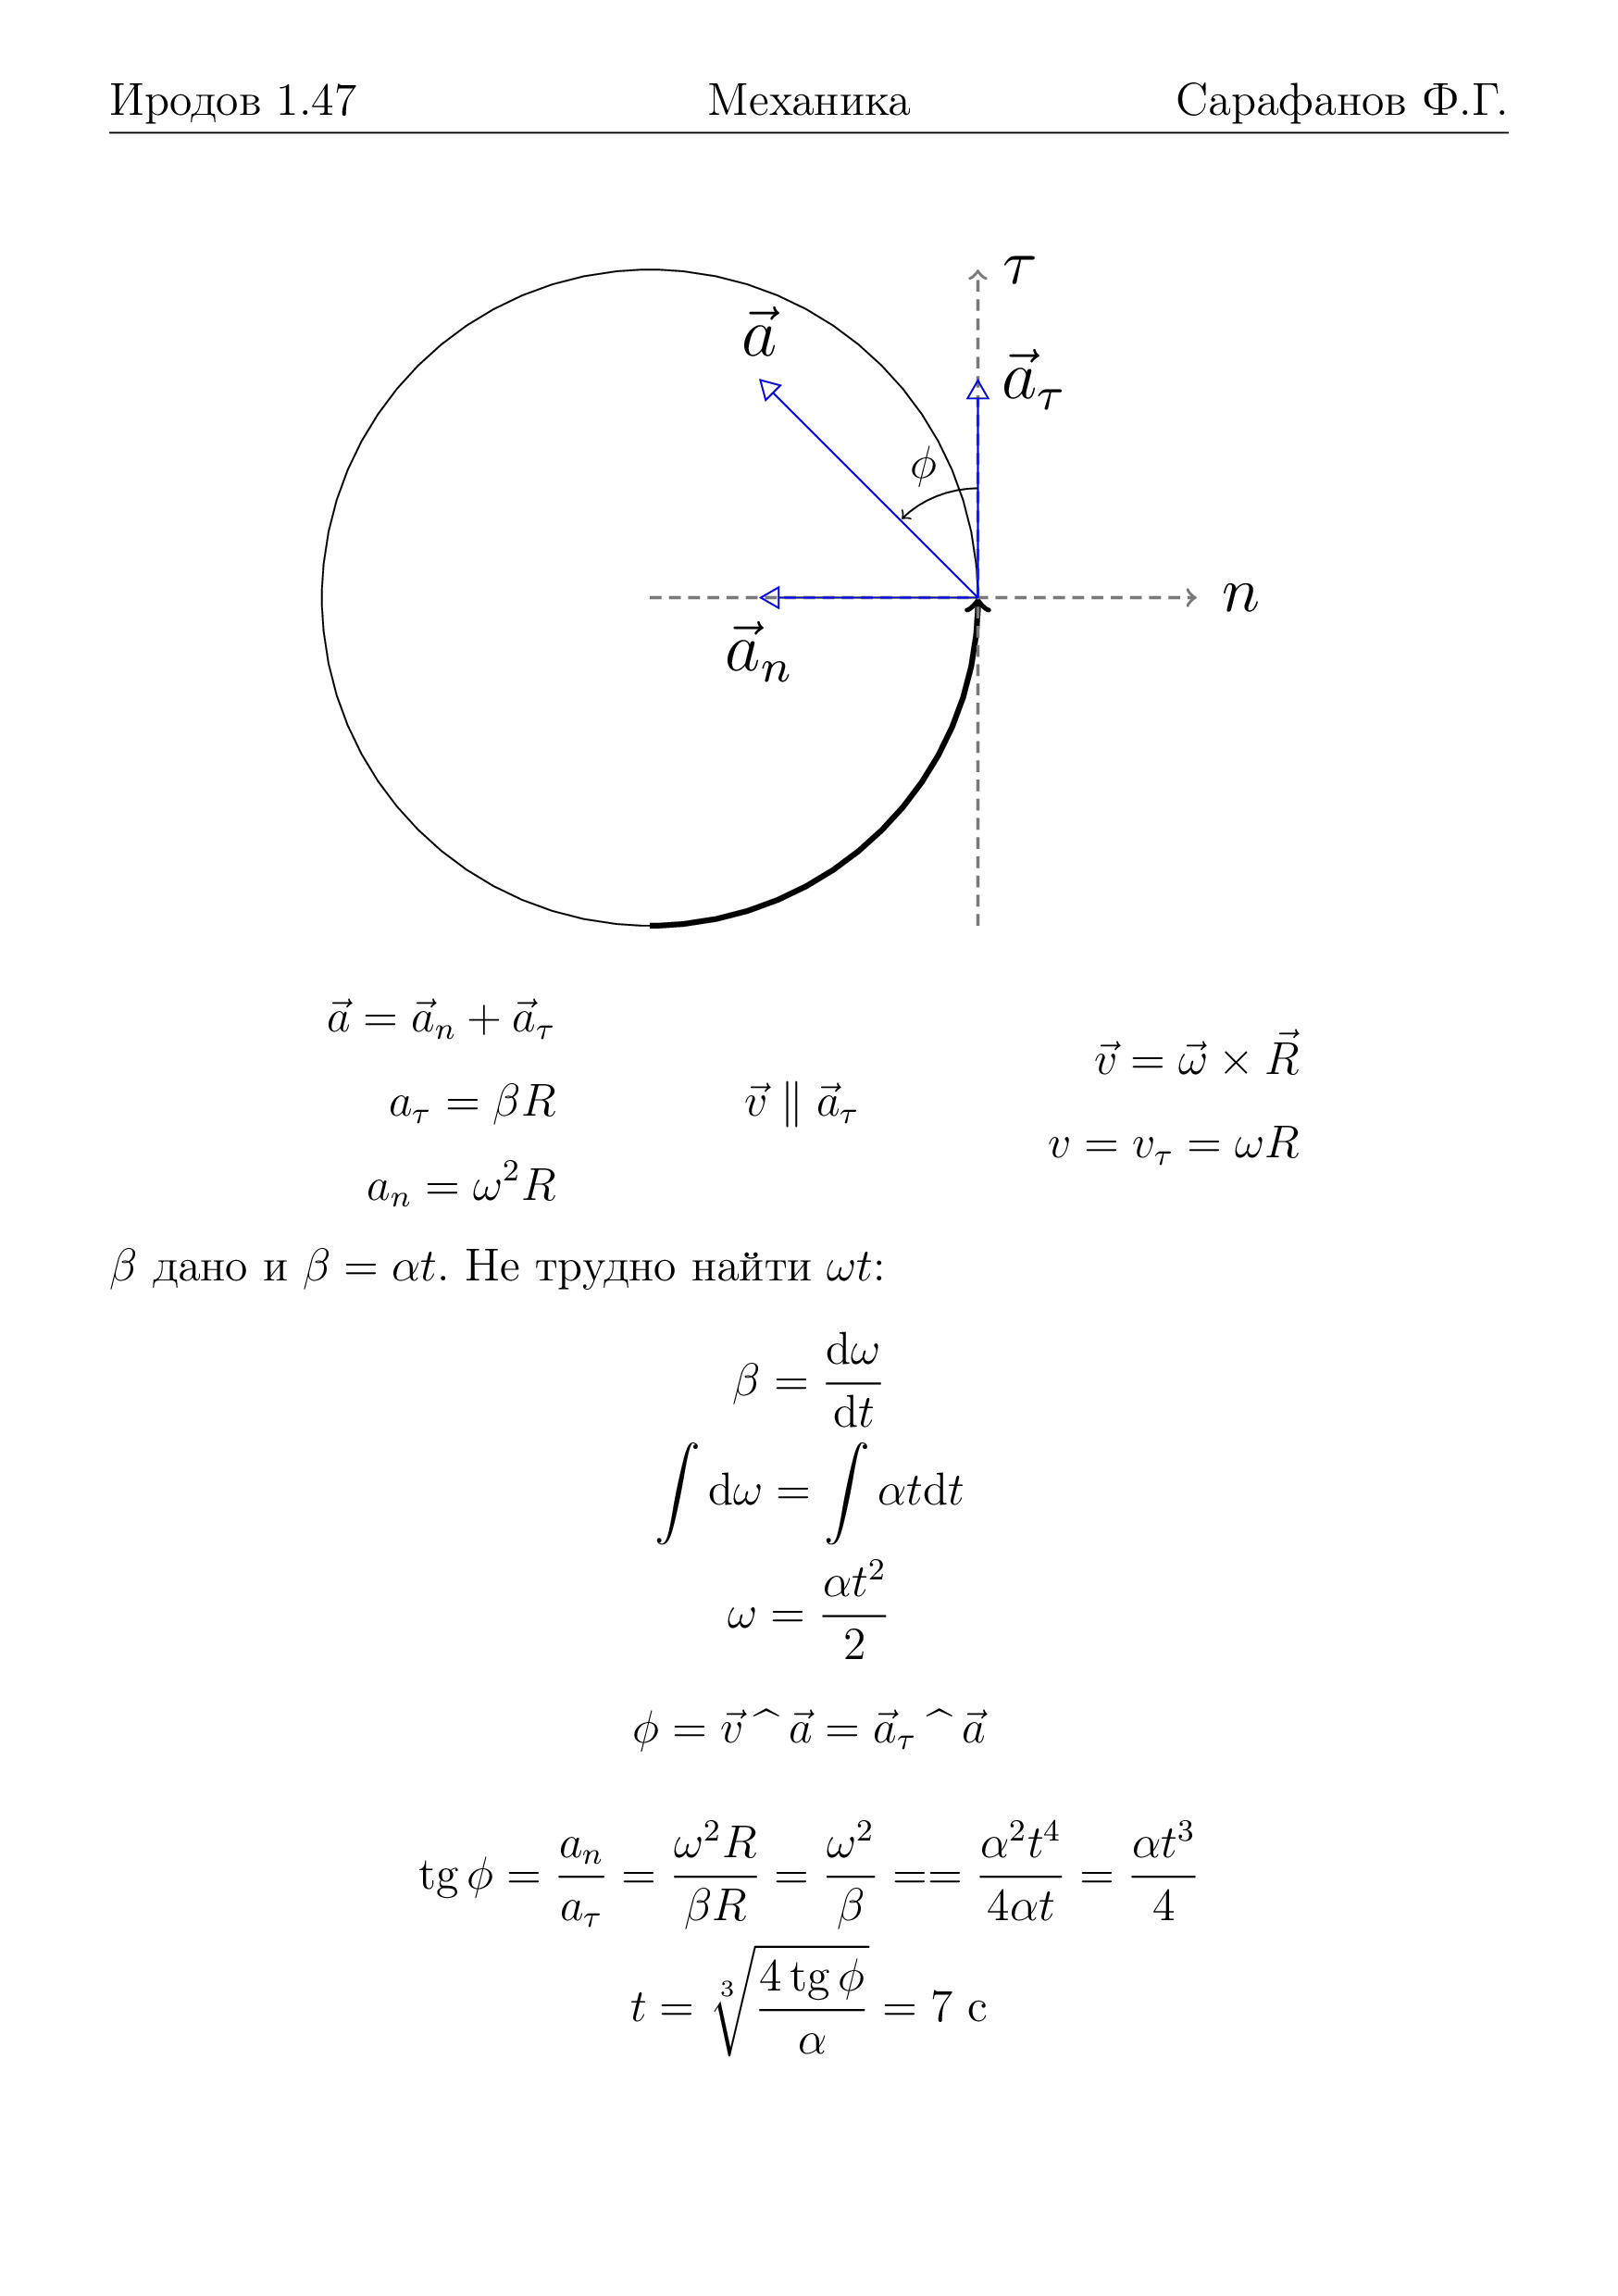 Иродов 1.47 Механика Сарафанов Ф.Г.
τ
a⃗
a⃗_τ
ϕ
n
a⃗_n
a⃗ = a⃗_n + a⃗_τ
a_τ = βR
a_n = ω²R
v⃗ ∥ a⃗_τ
v⃗ = ω⃗ × R⃗
v = v_τ = ωR
β дано и β = αt. Не трудно найти ωt:
β = dω/dt
∫ dω = ∫ αtdt
ω = αt²/2
ϕ = v⃗ ^ a⃗ = a⃗_τ ^ a⃗
tg ϕ = a_n/a_τ = ω²R/βR = ω²/β == α²t⁴/4αt = αt³/4
t = ∛(4 tg ϕ/α) = 7 с